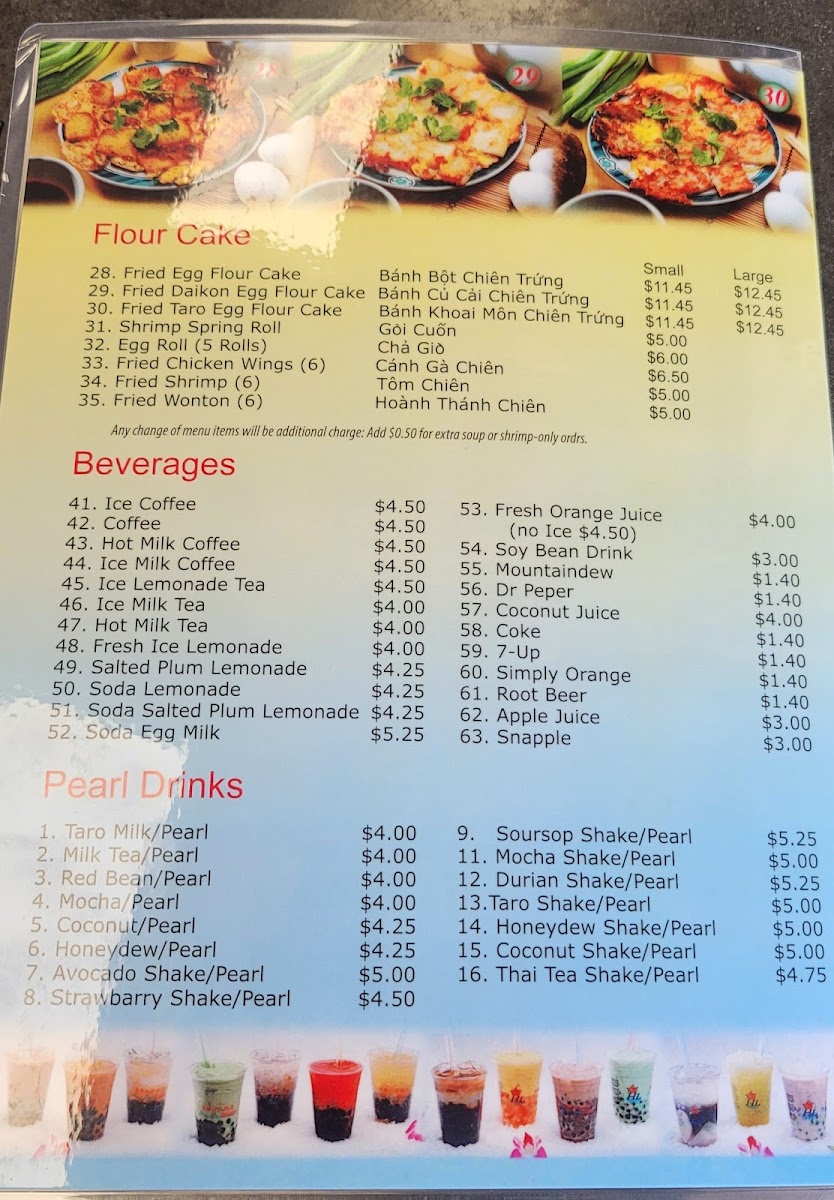 28
29
30
Flour Cake
Small Large
28. Fried Egg Flour Cake Bánh Bột Chiên Trứng $11.45 $12.45
29. Fried Daikon Egg Flour Cake Bánh Củ Cải Chiên Trứng $11.45 $12.45
30. Fried Taro Egg Flour Cake Bánh Khoai Môn Chiên Trứng $11.45 $12.45
31. Shrimp Spring Roll Gỏi Cuốn $5.00
32. Egg Roll (5 Rolls) Chả Giò $6.00
33. Fried Chicken Wings (6) Cánh Gà Chiên $6.50
34. Fried Shrimp (6) Tôm Chiên $5.00
35. Fried Wonton (6) Hoành Thánh Chiên $5.00
Any change of menu items will be additional charge: Add $0.50 for extra soup or shrimp-only ordrs.
Beverages
41. Ice Coffee $4.50
42. Coffee $4.50
43. Hot Milk Coffee $4.50
44. Ice Milk Coffee $4.50
45. Ice Lemonade Tea $4.50
46. Ice Milk Tea $4.00
47. Hot Milk Tea $4.00
48. Fresh Ice Lemonade $4.00
49. Salted Plum Lemonade $4.25
50. Soda Lemonade $4.25
51. Soda Salted Plum Lemonade $4.25
52. Soda Egg Milk $5.25
53. Fresh Orange Juice $4.00
(no Ice $4.50)
54. Soy Bean Drink $3.00
55. Mountaindew $1.40
56. Dr Peper $1.40
57. Coconut Juice $4.00
58. Coke $1.40
59. 7-Up $1.40
60. Simply Orange $1.40
61. Root Beer $1.40
62. Apple Juice $3.00
63. Snapple $3.00
Pearl Drinks
1. Taro Milk/Pearl $4.00
2. Milk Tea/Pearl $4.00
3. Red Bean/Pearl $4.00
4. Mocha/Pearl $4.00
5. Coconut/Pearl $4.25
6. Honeydew/Pearl $4.25
7. Avocado Shake/Pearl $5.00
8. Strawbarry Shake/Pearl $4.50
9. Soursop Shake/Pearl $5.25
11. Mocha Shake/Pearl $5.00
12. Durian Shake/Pearl $5.25
13.Taro Shake/Pearl $5.00
14. Honeydew Shake/Pearl $5.00
15. Coconut Shake/Pearl $5.00
16. Thai Tea Shake/Pearl $4.75